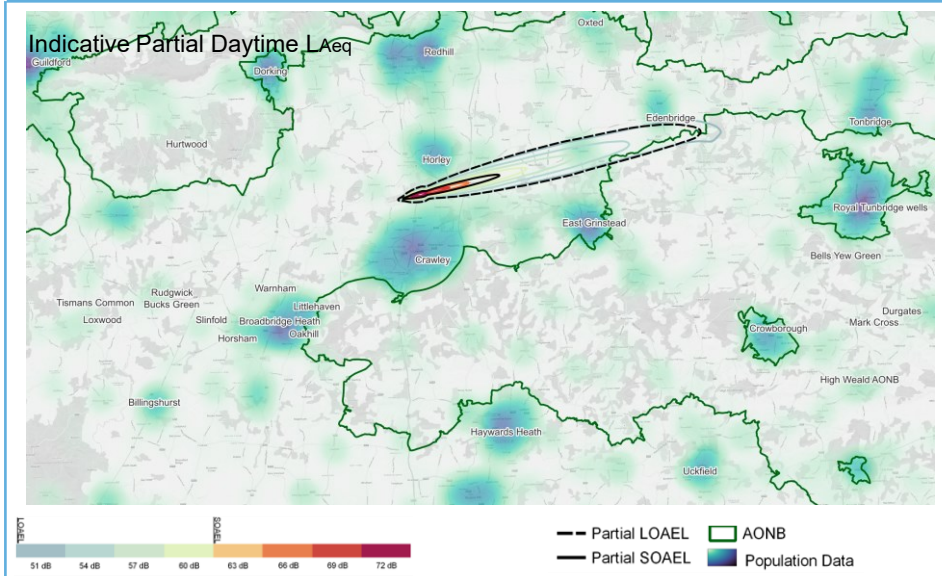 Indicative Partial Daytime LAeq
Oxted
Guildford
Redhill
Dorking
Edenbridge
Tonbridge
Hurtwood
Horley
Royal Tunbridge wells
East Grinstead
Crawley
Bells Yew Green
Warnham
Rudgwick
Tismans Common
Bucks Green
Littlehaven
Loxwood
Slinfold
Broadbridge Heath
Durgates
Mark Cross
Crowborough
Oakhill
Horsham
High Weald AONB
Billingshurst
Haywards Heath
Uckfield
LOAEL
SOAEL
51 dB
54 dB
57 dB
60 dB
63 dB
66 dB
69 dB
72 dB
Partial LOAEL
AONB
Partial SOAEL
Population Data